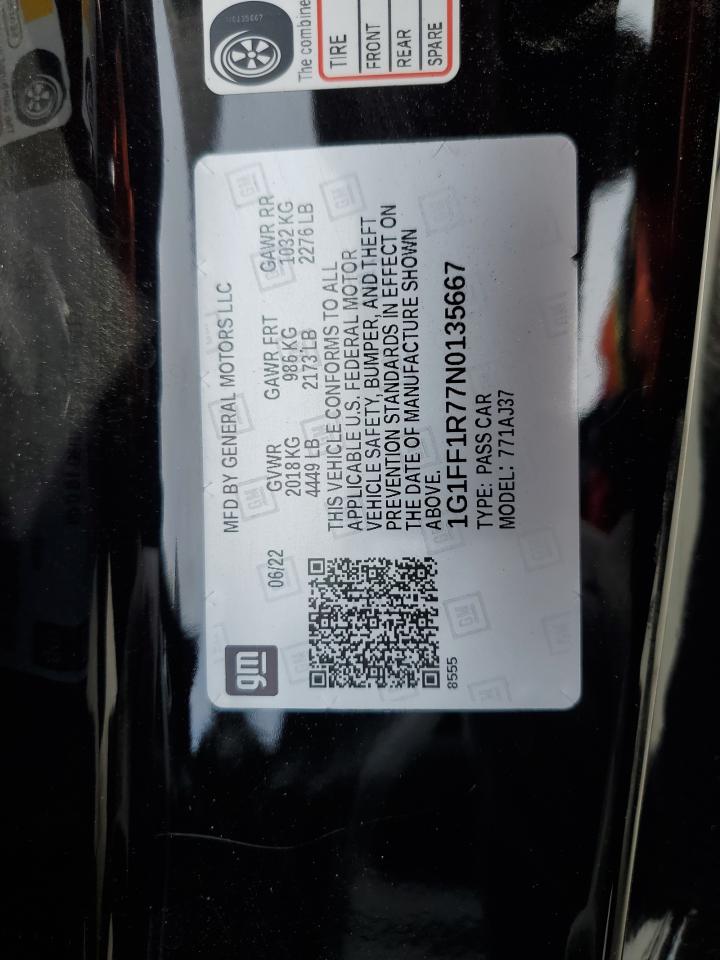 gm
MFD BY GENERAL MOTORS LLC
06/22
GVWR GAWR FRT GAWR RR
2018 KG 986 KG 1032 KG
4449 LB 2173 LB 2276 LB
THIS VEHICLE CONFORMS TO ALL
APPLICABLE U.S. FEDERAL MOTOR
VEHICLE SAFETY, BUMPER, AND THEFT
PREVENTION STANDARDS IN EFFECT ON
THE DATE OF MANUFACTURE SHOWN
ABOVE.
1G1FF1R77N0135667
TYPE: PASS CAR
MODEL: 771AJ37
8555
N0135667
The combine
TIRE
FRONT
REAR
SPARE